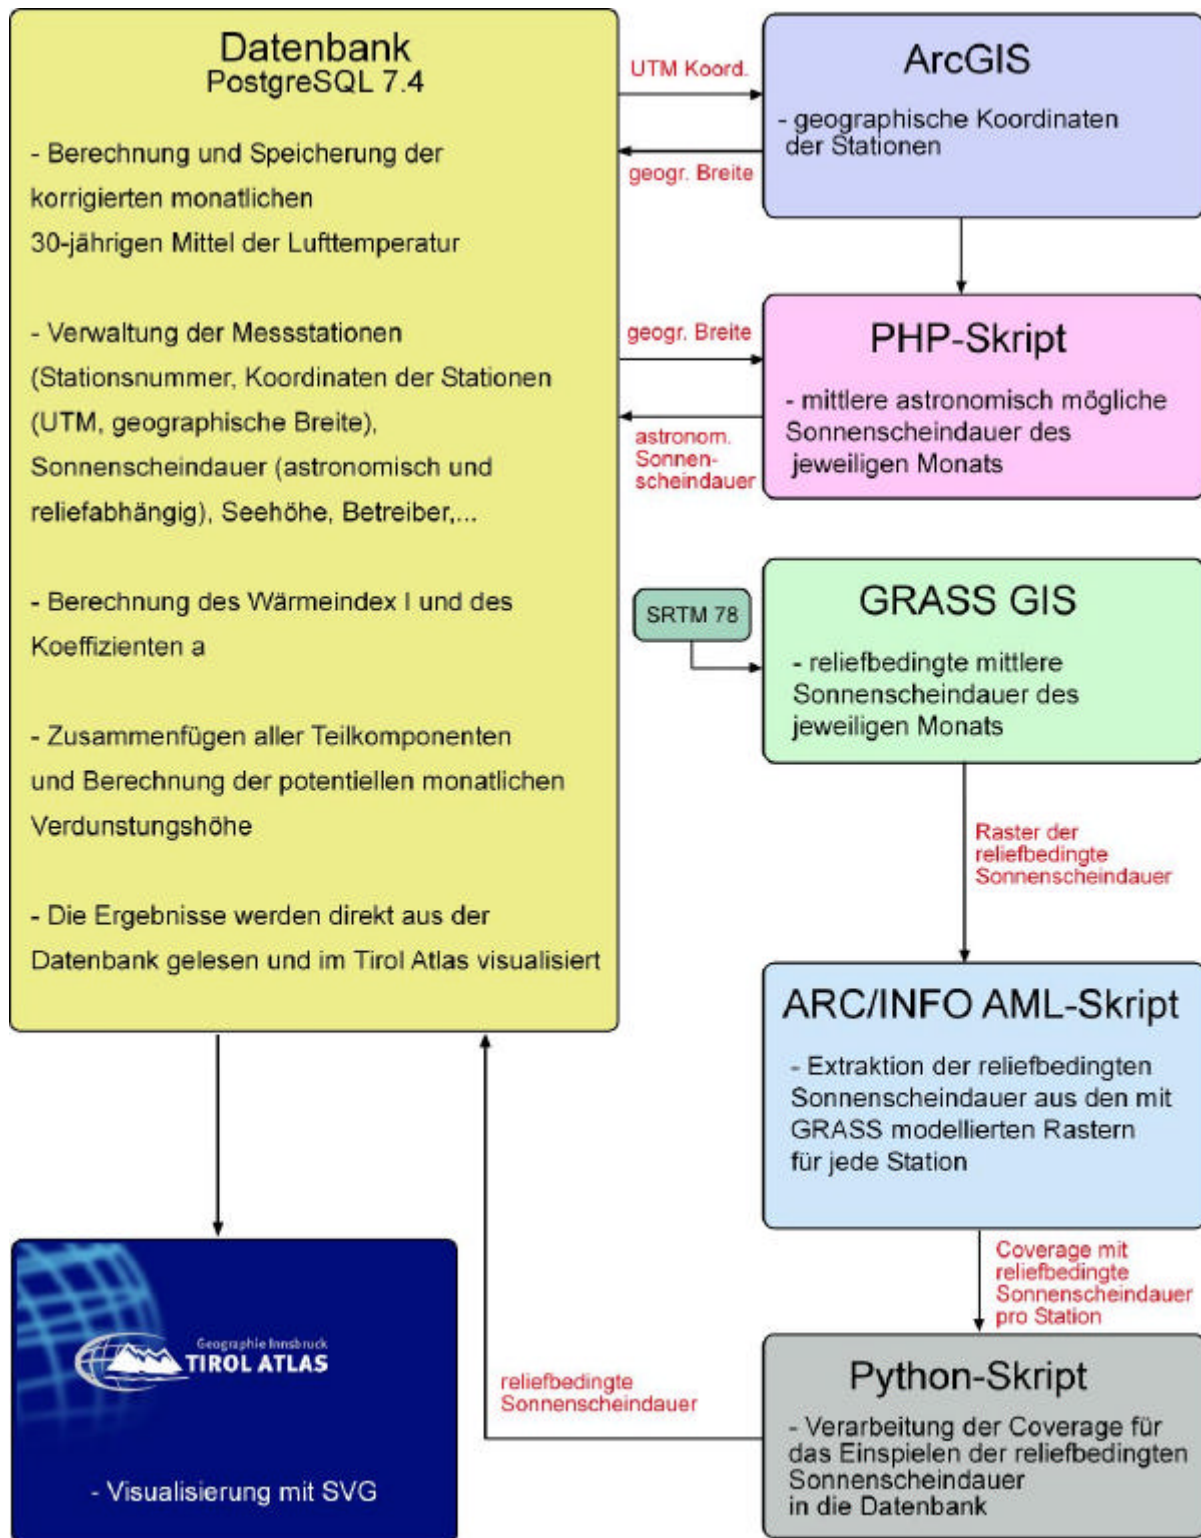 Datenbank
PostgreSQL 7.4
- Berechnung und Speicherung der
korrigierten monatlichen
30-jährigen Mittel der Lufttemperatur
- Verwaltung der Messstationen
(Stationsnummer, Koordinaten der Stationen
(UTM, geographische Breite),
Sonnenscheindauer (astronomisch und
reliefabhängig), Seehöhe, Betreiber,...
- Berechnung des Wärmeindex I und des
Koeffizienten a
- Zusammenfügen aller Teilkomponenten
und Berechnung der potentiellen monatlichen
Verdunstungshöhe
- Die Ergebnisse werden direkt aus der
Datenbank gelesen und im Tirol Atlas visualisiert
UTM Koord.
geogr. Breite
ArcGIS
- geographische Koordinaten
der Stationen
geogr. Breite
astronom.
Sonnen-
scheindauer
PHP-Skript
- mittlere astronomisch mögliche
Sonnenscheindauer des
jeweiligen Monats
SRTM 78
GRASS GIS
- reliefbedingte mittlere
Sonnenscheindauer des
jeweiligen Monats
Raster der
reliefbedingte
Sonnenscheindauer
ARC/INFO AML-Skript
- Extraktion der reliefbedingten
Sonnenscheindauer aus den mit
GRASS modellierten Rastern
für jede Station
Coverage mit
reliefbedingte
Sonnenscheindauer
pro Station
Python-Skript
- Verarbeitung der Coverage für
das Einspielen der reliefbedingten
Sonnenscheindauer
in die Datenbank
reliefbedingte
Sonnenscheindauer
Geographie Innsbruck
TIROL ATLAS
- Visualisierung mit SVG